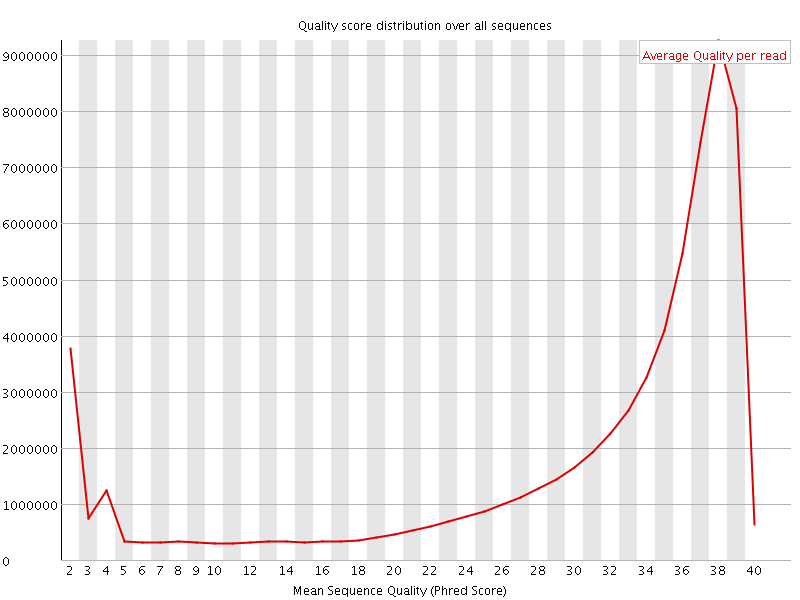 Quality score distribution over all sequences
Average Quality per read
9000000
8000000
7000000
6000000
5000000
4000000
3000000
2000000
1000000
0
2 3 4 5 6 7 8 9 10 12 14 16 18 20 22 24 26 28 30 32 34 36 38 40
Mean Sequence Quality (Phred Score)